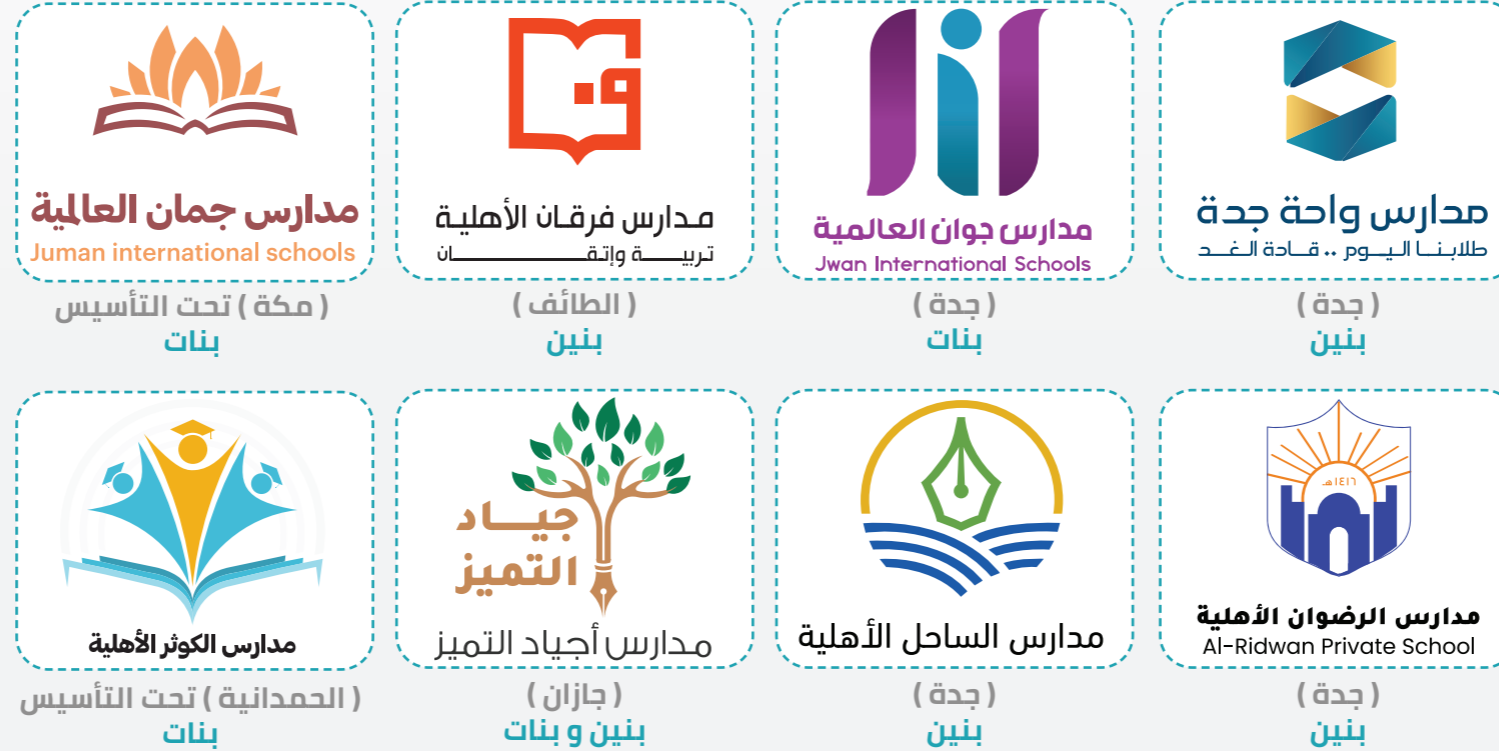 مدارس واحة جدة
طلابنا اليوم .. قادة الغد
( جدة )
بنين
مدارس جوان العالمية
Jwan International Schools
( جدة )
بنات
مدارس فرقان الأهلية
تربية وإتقان
( الطائف )
بنين
مدارس جمان العالمية
Juman international schools
( مكة ) تحت التأسيس
بنات
١٤١٦هـ
مدارس الرضوان الأهلية
Al-Ridwan Private School
( جدة )
بنين
مدارس الساحل الأهلية
( جدة )
بنين
جياد
التميز
مدارس أجياد التميز
( جازان )
بنين و بنات
مدارس الكوثر الأهلية
( الحمدانية ) تحت التأسيس
بنات